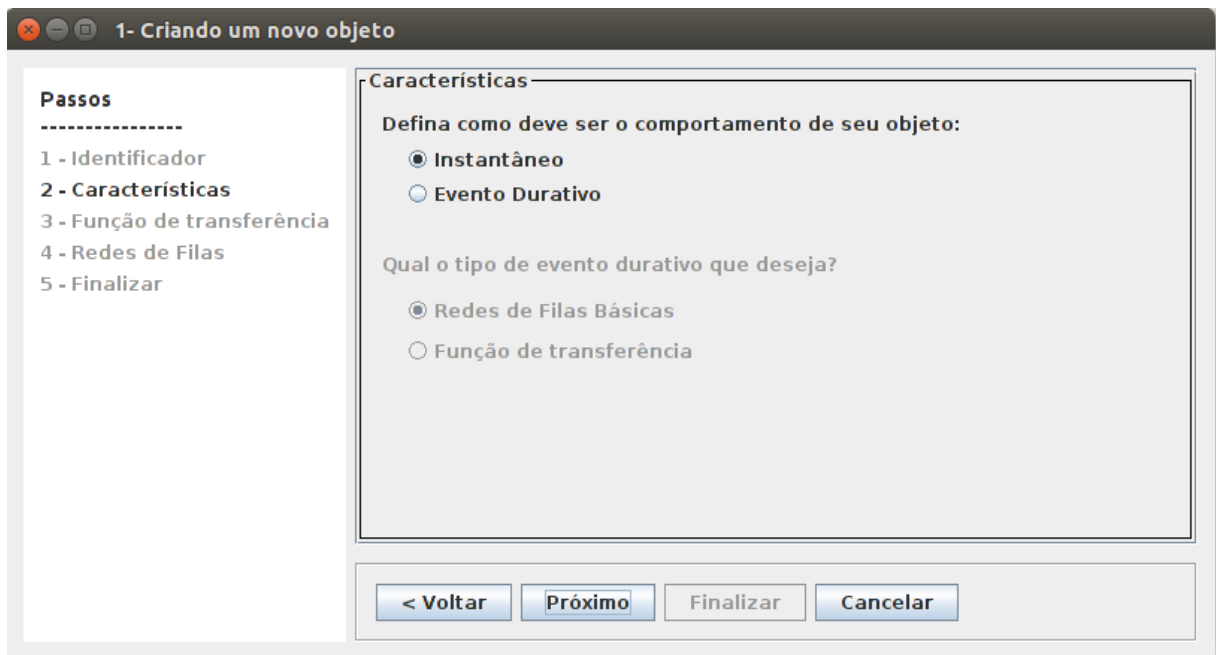 1- Criando um novo objeto
Passos
----------------
1 - Identificador
2 - Características
3 - Função de transferência
4 - Redes de Filas
5 - Finalizar
Características
Defina como deve ser o comportamento de seu objeto:
Instantâneo
Evento Durativo
Qual o tipo de evento durativo que deseja?
Redes de Filas Básicas
Função de transferência
< Voltar
Próximo
Finalizar
Cancelar